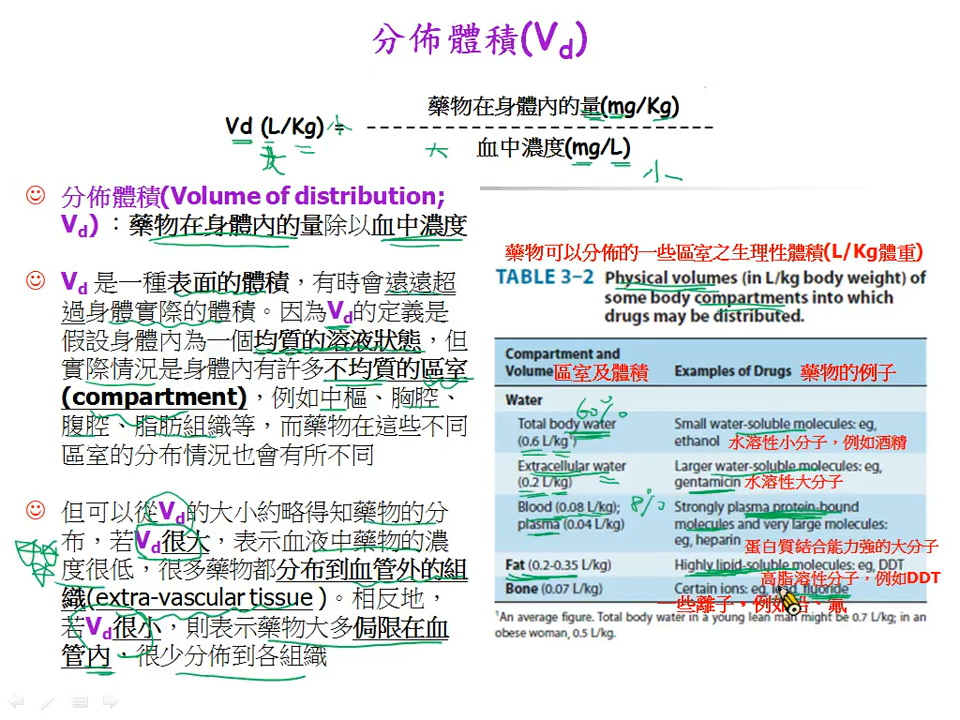 分佈體積(Vd)
藥物在身體內的量(mg/Kg)
Vd (L/Kg) = ------------------------------------
血中濃度(mg/L)
小
大
大
小
分佈體積(Volume of distribution;
Vd)：藥物在身體內的量除以血中濃度
Vd 是一種表面的體積，有時會遠遠超
過身體實際的體積。因為Vd的定義是
假設身體內為一個均質的溶液狀態，但
實際情況是身體內有許多不均質的區室
(compartment)，例如中樞、胸腔、
腹腔、脂肪組織等，而藥物在這些不同
區室的分布情況也會有所不同
但可以從Vd的大小約略得知藥物的分
布，若Vd很大，表示血液中藥物的濃
度很低，很多藥物都分布到血管外的組
織(extra-vascular tissue )。相反地，
若Vd很小，則表示藥物大多侷限在血
管內，很少分佈到各組織
藥物可以分佈的一些區室之生理性體積(L/Kg體重)
TABLE 3–2 Physical volumes (in L/kg body weight) of
some body compartments into which
drugs may be distributed.
Compartment and
Volume 區室及體積
Examples of Drugs 藥物的例子
Water
60%
Total body water
(0.6 L/kg1)
Small water-soluble molecules: eg,
ethanol 水溶性小分子，例如酒精
Extracellular water
(0.2 L/kg)
Larger water-soluble molecules: eg,
gentamicin 水溶性大分子
Blood (0.08 L/kg);
plasma (0.04 L/kg)
8%
Strongly plasma protein-bound
molecules and very large molecules:
eg, heparin 蛋白質結合能力強的大分子
Fat (0.2-0.35 L/kg)
Highly lipid-soluble molecules: eg, DDT
高脂溶性分子，例如DDT
Bone (0.07 L/kg)
Certain ions: eg, fluoride
一些離子，例如鉛、氟
1An average figure. Total body water in a young lean man might be 0.7 L/kg; in an
obese woman, 0.5 L/kg.